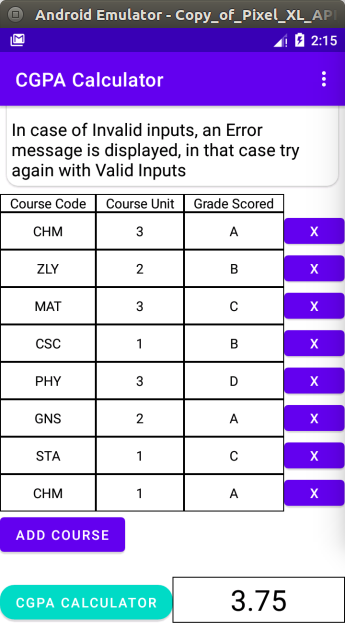 Android Emulator - Copy_of_Pixel_XL_AP
2:15
CGPA Calculator
In case of Invalid inputs, an Error
message is displayed, in that case try
again with Valid Inputs
Course Code Course Unit Grade Scored
CHM 3 A X
ZLY 2 B X
MAT 3 C X
CSC 1 B X
PHY 3 D X
GNS 2 A X
STA 1 C X
CHM 1 A X
ADD COURSE
CGPA CALCULATOR 3.75